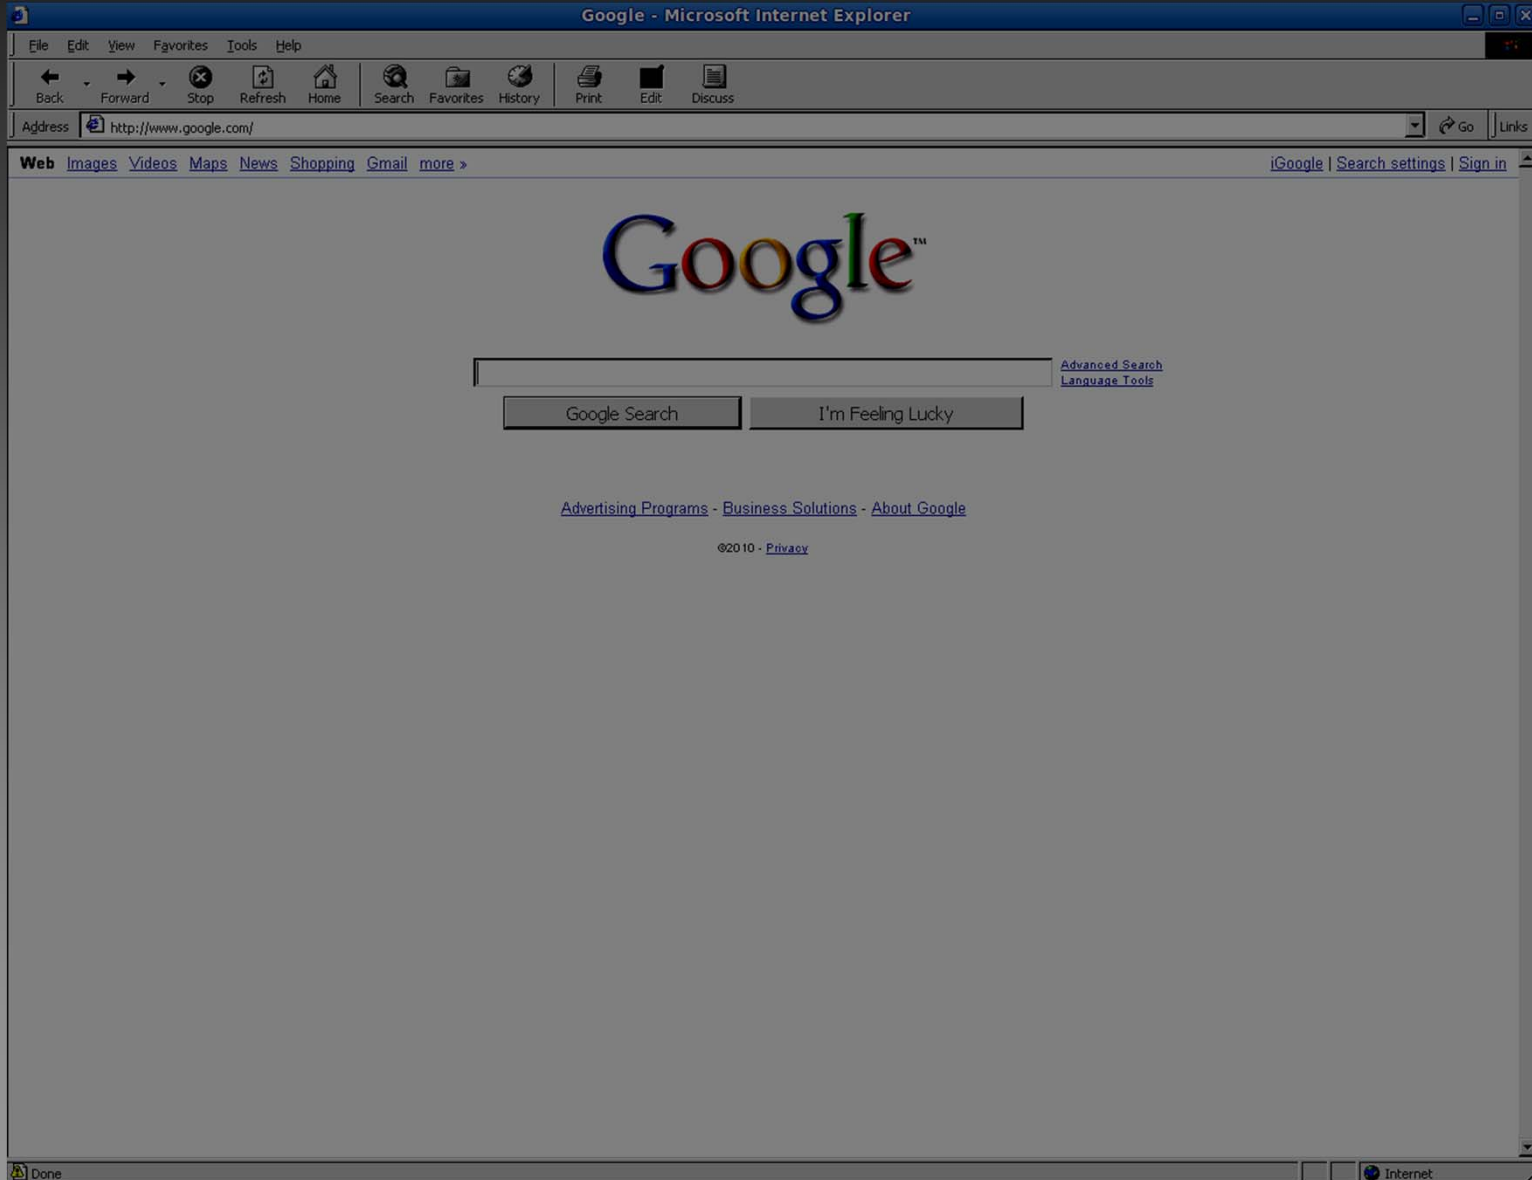 Google - Microsoft Internet Explorer
File Edit View Favorites Tools Help
Back Forward Stop Refresh Home Search Favorites History Print Edit Discuss
Address http://www.google.com/ Go Links
Web Images Videos Maps News Shopping Gmail more » iGoogle | Search settings | Sign in
Google™
Advanced Search
Language Tools
Google Search I'm Feeling Lucky
Advertising Programs - Business Solutions - About Google
©2010 - Privacy
Done Internet